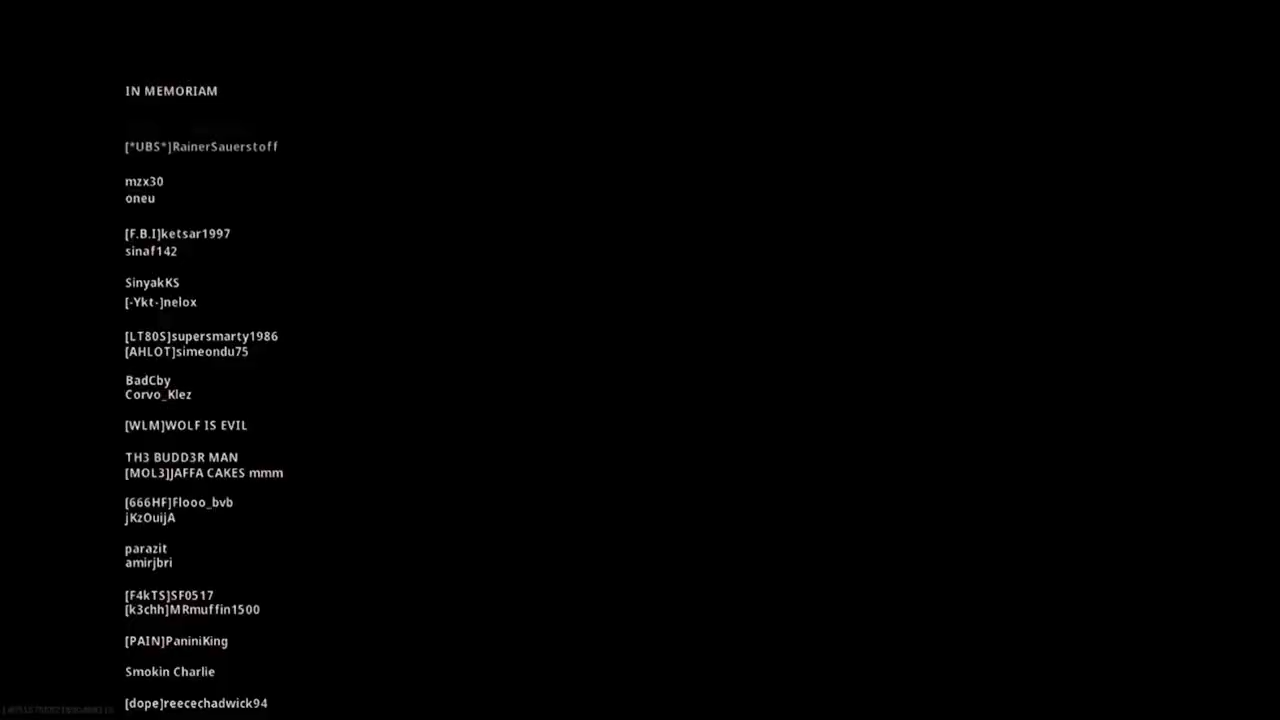 IN MEMORIAM
[*UBS*]RainerSauerstoff
mzx30
oneu
[F.B.I]ketsar1997
sinaf142
SinyakKS
[-Ykt-]nelox
[LT80S]supersmarty1986
[AHLOT]simeondu75
BadCby
Corvo_Klez
[WLM]WOLF IS EVIL
TH3 BUDD3R MAN
[MOL3]JAFFA CAKES mmm
[666HF]Flooo_bvb
jKzOuijA
parazit
amirjbri
[F4kTS]SF0517
[k3chh]MRmuffin1500
[PAIN]PaniniKing
Smokin Charlie
[dope]reecechadwick94